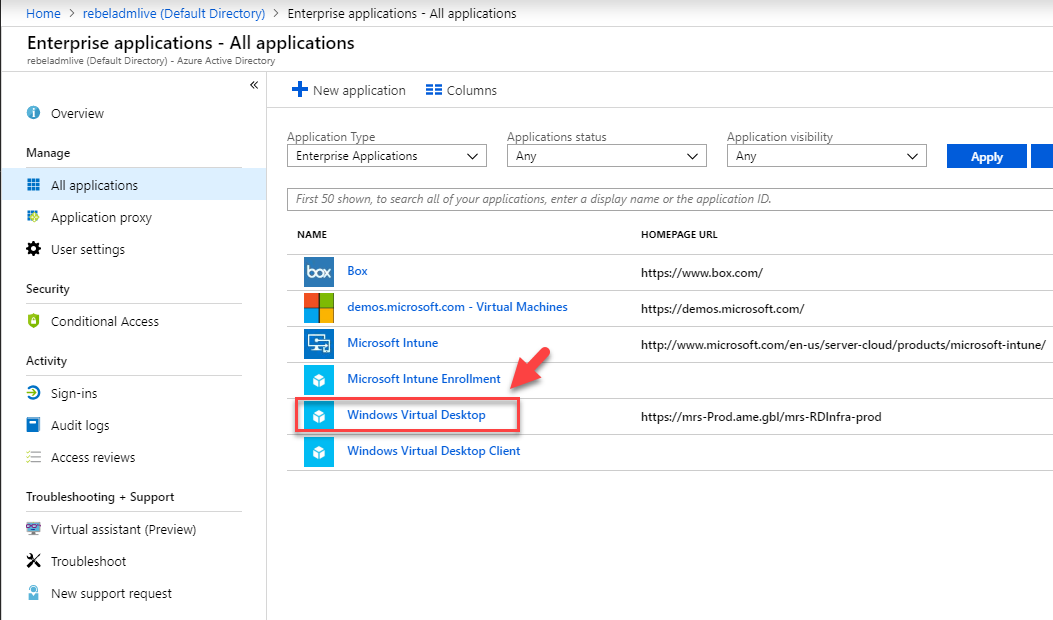 Home > rebeladmlive (Default Directory) > Enterprise applications - All applications
Enterprise applications - All applications
rebeladmlive (Default Directory) - Azure Active Directory
«
Overview
Manage
All applications
Application proxy
User settings
Security
Conditional Access
Activity
Sign-ins
Audit logs
Access reviews
Troubleshooting + Support
Virtual assistant (Preview)
Troubleshoot
New support request
New application Columns
Application Type Applications status Application visibility
Enterprise Applications Any Any Apply
First 50 shown, to search all of your applications, enter a display name or the application ID.
NAME HOMEPAGE URL
box Box https://www.box.com/
demos.microsoft.com - Virtual Machines https://demos.microsoft.com/
Microsoft Intune http://www.microsoft.com/en-us/server-cloud/products/microsoft-intune/
Microsoft Intune Enrollment
Windows Virtual Desktop https://mrs-Prod.ame.gbl/mrs-RDInfra-prod
Windows Virtual Desktop Client